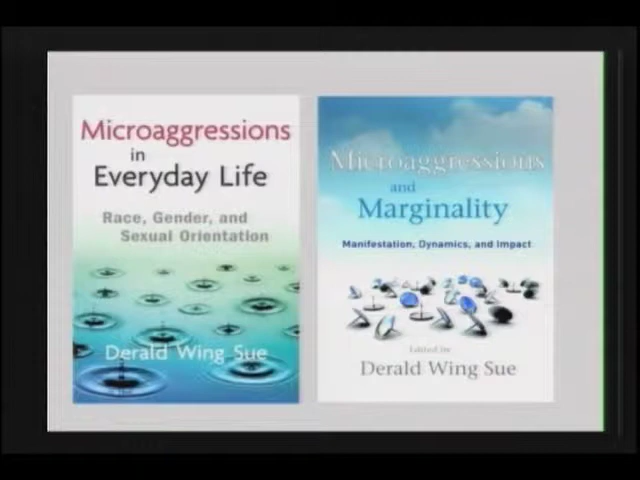 Microaggressions
in
Everyday Life
Race, Gender, and
Sexual Orientation
Derald Wing Sue
Microaggressions
and
Marginality
Manifestation, Dynamics, and Impact
Edited by
Derald Wing Sue